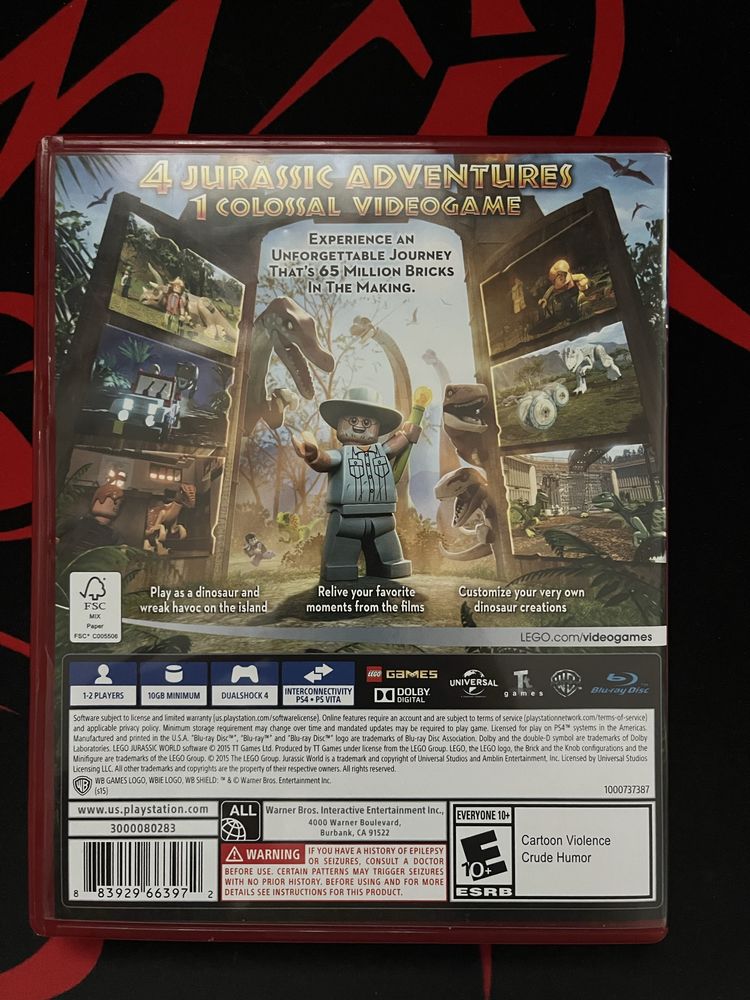 4 JURASSIC ADVENTURES
1 COLOSSAL VIDEOGAME
EXPERIENCE AN
UNFORGETTABLE JOURNEY
THAT'S 65 MILLION BRICKS
IN THE MAKING.
FSC
MIX
Paper
FSC® C005506
Play as a dinosaur and
wreak havoc on the island
Relive your favorite
moments from the films
Customize your very own
dinosaur creations
LEGO.com/videogames
1-2 PLAYERS
10GB MINIMUM
DUALSHOCK 4
INTERCONNECTIVITY
PS4 • PS VITA
LEGO GAMES
DOLBY
DIGITAL
UNIVERSAL
Tt
games
WB
Blu-ray Disc
Software subject to license and limited warranty (us.playstation.com/softwarelicense). Online features require an account and are subject to terms of service (playstationnetwork.com/terms-of-service)
and applicable privacy policy. Minimum storage requirement may change over time and mandated updates may be required to play game. Licensed for play on PS4™ systems in the Americas.
Manufactured and printed in the U.S.A. "Blu-ray Disc™", "Blu-ray™" and "Blu-ray Disc™" logo are trademarks of Blu-ray Disc Association. Dolby and the double-D symbol are trademarks of Dolby
Laboratories. LEGO JURASSIC WORLD software © 2015 TT Games Ltd. Produced by TT Games under license from the LEGO Group. LEGO, the LEGO logo, the Brick and the Knob configurations and the
Minifigure are trademarks of the LEGO Group. © 2015 The LEGO Group. Jurassic World is a trademark and copyright of Universal Studios and Amblin Entertainment, Inc. Licensed by Universal Studios
Licensing LLC. All other trademarks and copyrights are the property of their respective owners. All rights reserved.
WB GAMES LOGO, WBIE LOGO, WB SHIELD: ™ & © Warner Bros. Entertainment Inc.
(s15)
1000737387
www.us.playstation.com
3000080283
8 83929 66397 2
ALL
Warner Bros. Interactive Entertainment Inc.,
4000 Warner Boulevard,
Burbank, CA 91522
WARNING IF YOU HAVE A HISTORY OF EPILEPSY
OR SEIZURES, CONSULT A DOCTOR
BEFORE USE. CERTAIN PATTERNS MAY TRIGGER SEIZURES
WITH NO PRIOR HISTORY. BEFORE USING AND FOR MORE
DETAILS SEE INSTRUCTIONS FOR THIS PRODUCT.
EVERYONE 10+
E
10+
ESRB
Cartoon Violence
Crude Humor